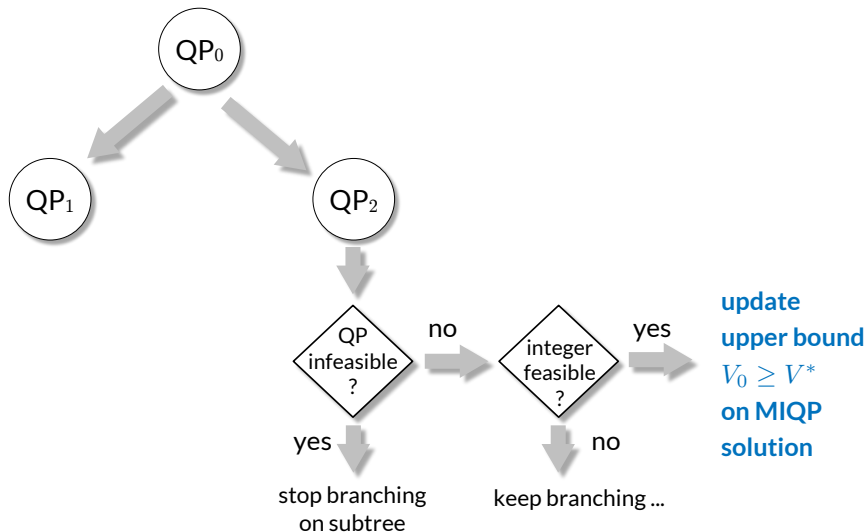 QP₀
QP₁
QP₂
QP
infeasible
?
no
integer
feasible
?
yes
update
upper bound
V₀ ≥ V*
on MIQP
solution
yes
no
stop branching
on subtree
keep branching ...